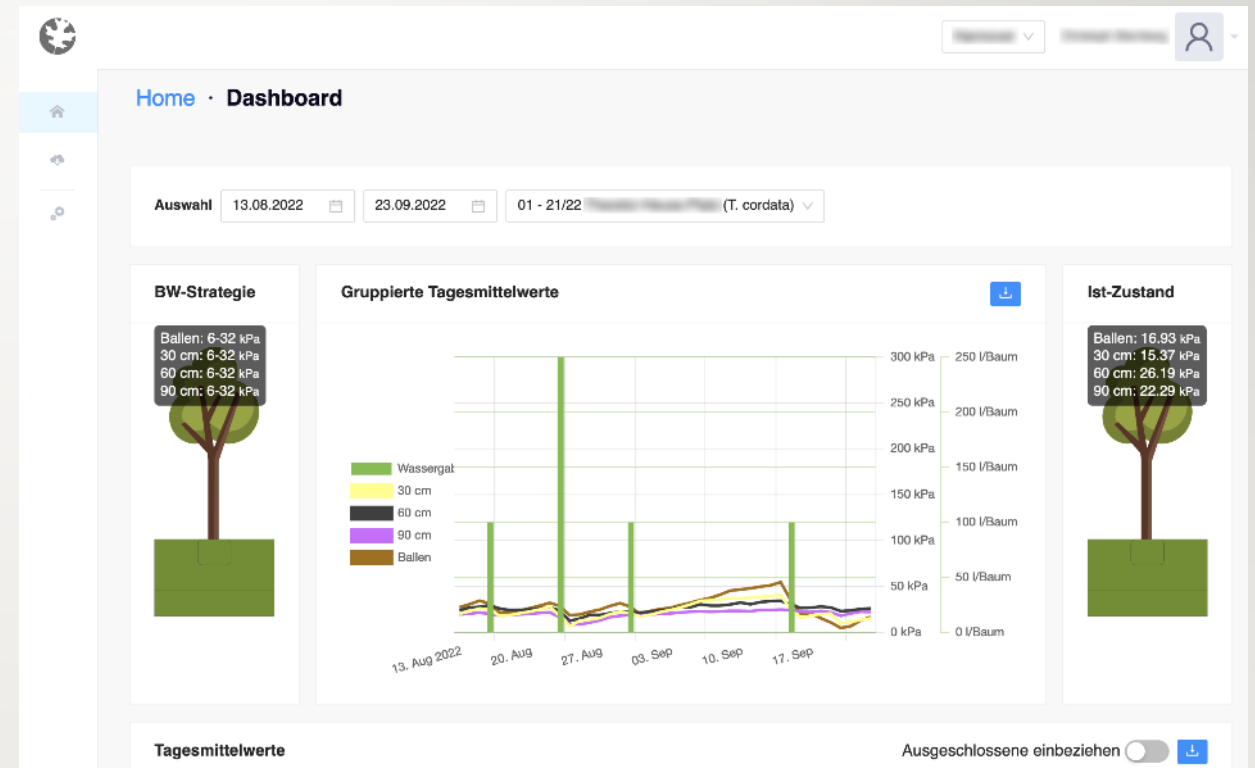 Home · Dashboard
Auswahl 13.08.2022 23.09.2022 01 - 21/22 (T. cordata)
BW-Strategie
Ballen: 6-32 kPa
30 cm: 6-32 kPa
60 cm: 6-32 kPa
90 cm: 6-32 kPa
Gruppierte Tagesmittelwerte
Wassergab
30 cm
60 cm
90 cm
Ballen
300 kPa
250 kPa
200 kPa
150 kPa
100 kPa
50 kPa
0 kPa
250 l/Baum
200 l/Baum
150 l/Baum
100 l/Baum
50 l/Baum
0 l/Baum
13. Aug 2022
20. Aug
27. Aug
03. Sep
10. Sep
17. Sep
Ist-Zustand
Ballen: 16.93 kPa
30 cm: 15.37 kPa
60 cm: 26.19 kPa
90 cm: 22.29 kPa
Tagesmittelwerte
Ausgeschlossene einbeziehen